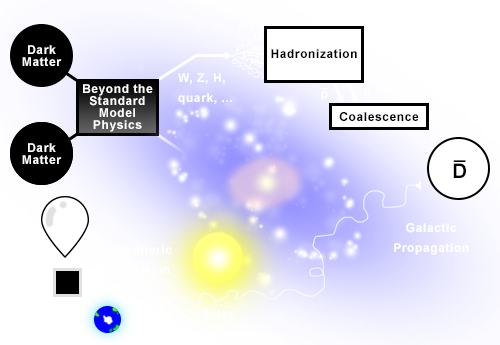 Dark
Matter
Beyond the
Standard
Model
Physics
Dark
Matter
W, Z, H,
quark, ...
Hadronization
p̅
Coalescence
D̅
Galactic
Propagation